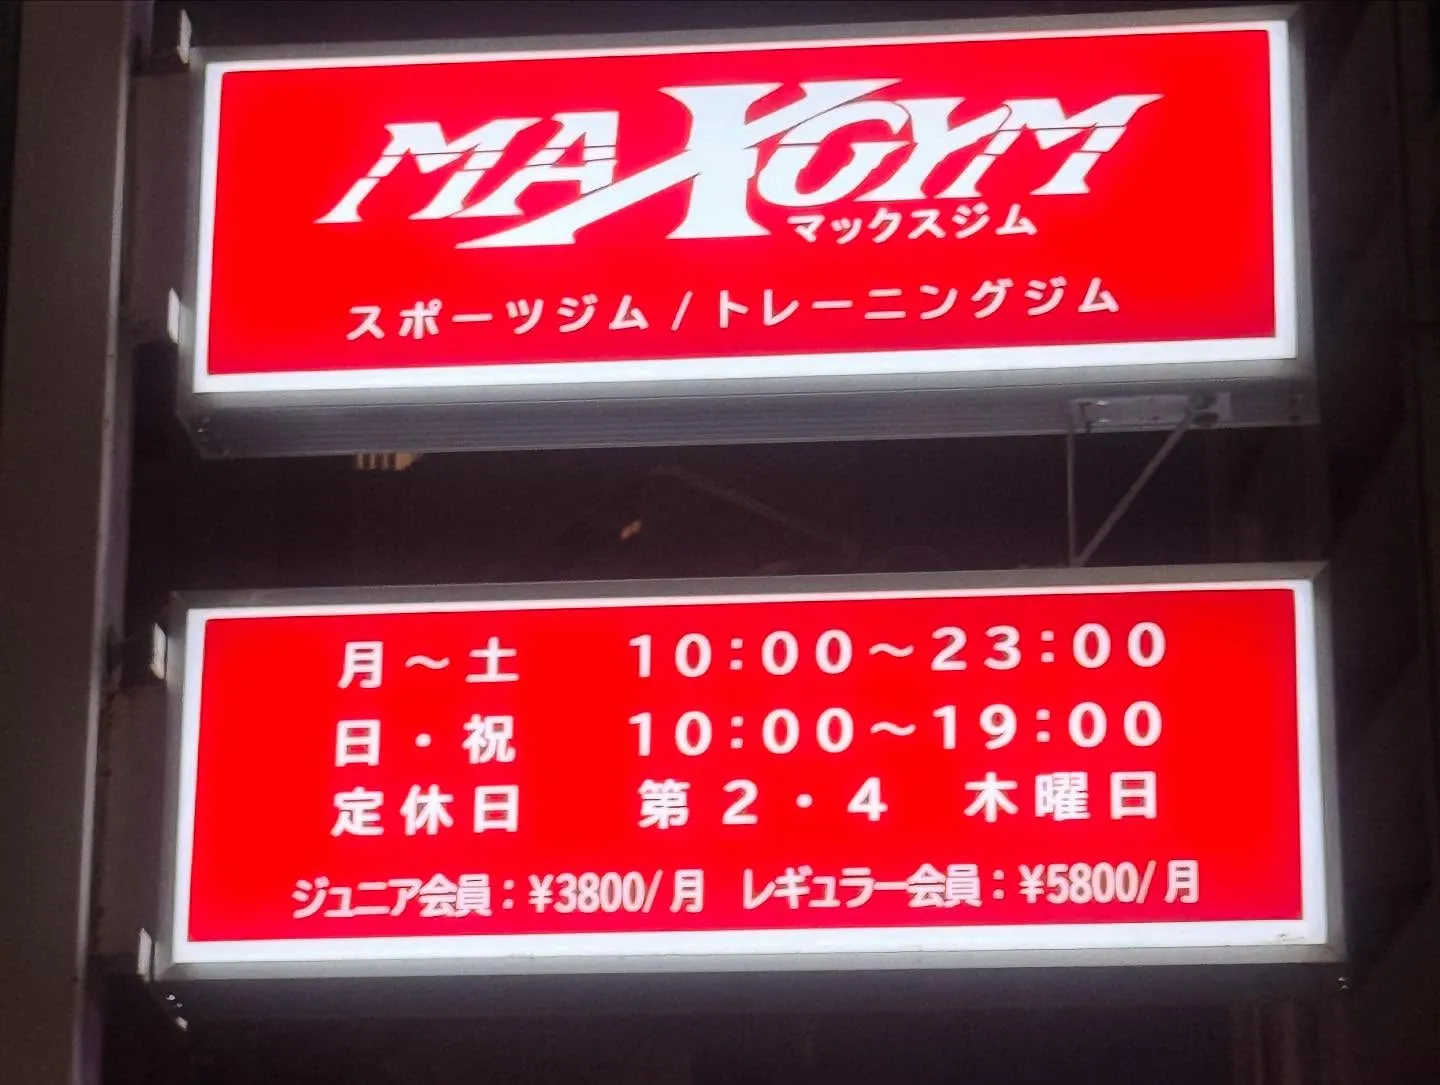 MAXGYM
マックスジム
スポーツジム / トレーニングジム
月～土 10:00～23:00
日・祝 10:00～19:00
定休日 第2・4 木曜日
ジュニア会員:¥3800/月 レギュラー会員:¥5800/月